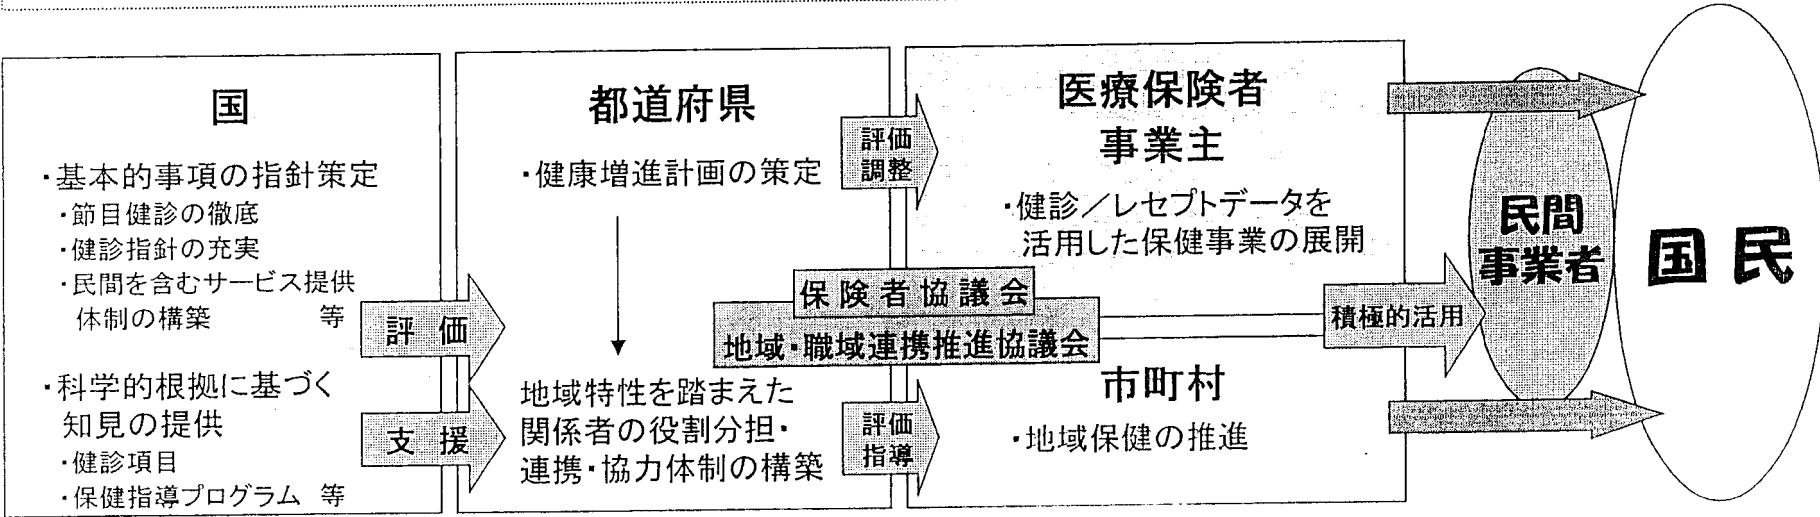 国
・基本的事項の指針策定
・節目健診の徹底
・健診指針の充実
・民間を含むサービス提供
体制の構築 等
・科学的根拠に基づく
知見の提供
・健診項目
・保健指導プログラム 等
評 価
支 援
都道府県
・健康増進計画の策定
地域特性を踏まえた
関係者の役割分担・
連携・協力体制の構築
評価
調整
評価
指導
保 険 者 協 議 会
地域・職域連携推進協議会
医療保険者
事業主
・健診／レセプトデータを
活用した保健事業の展開
市町村
・地域保健の推進
積極的活用
民間
事業者
国 民